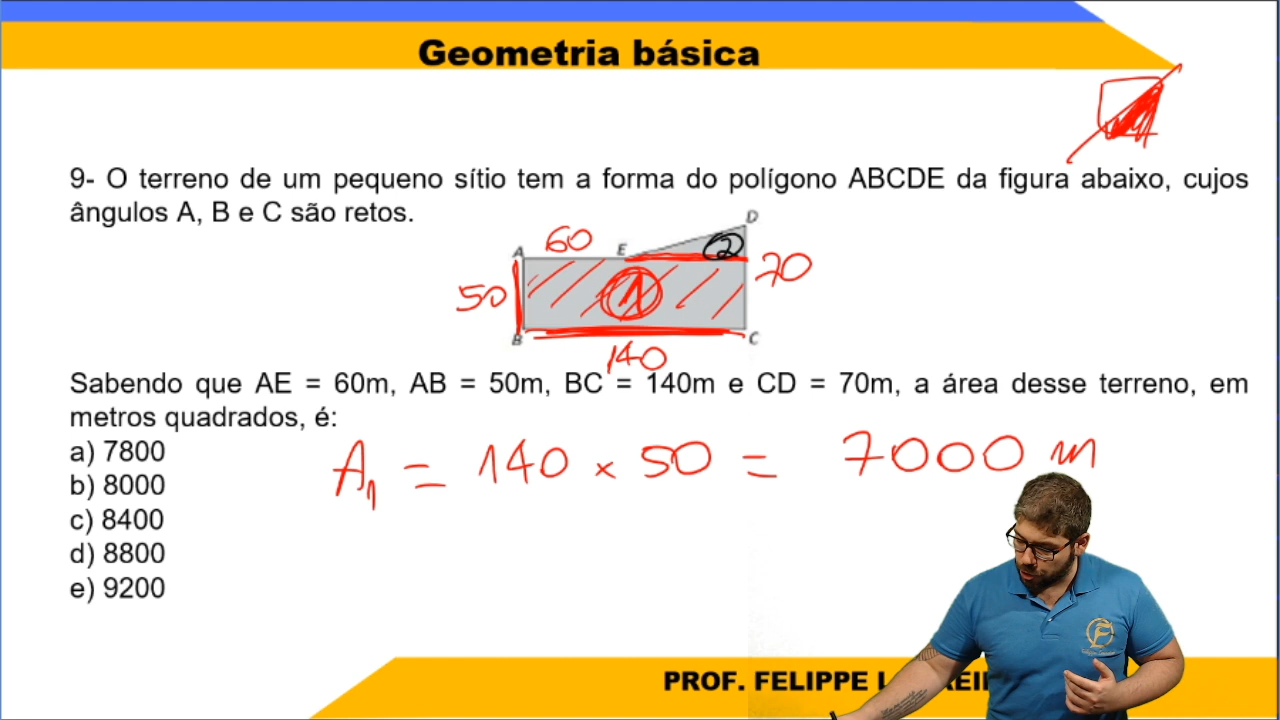 Geometria básica
9- O terreno de um pequeno sítio tem a forma do polígono ABCDE da figura abaixo, cujos
ângulos A, B e C são retos.
D
60
A
E
2
70
50
1
B
C
140
Sabendo que AE = 60m, AB = 50m, BC = 140m e CD = 70m, a área desse terreno, em
metros quadrados, é:
a) 7800
A1 = 140 x 50 = 7000 m
b) 8000
c) 8400
d) 8800
e) 9200
PROF. FELIPPE